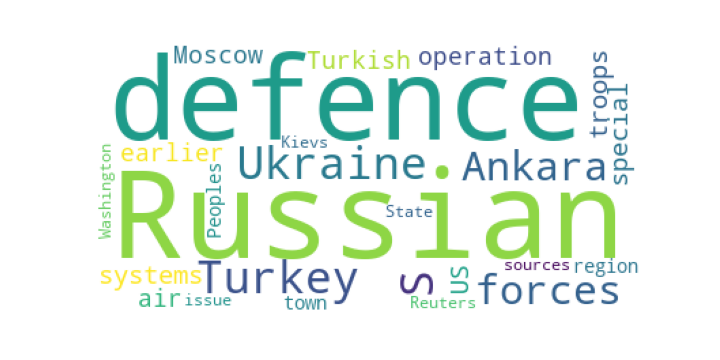 Moscow
Turkish
operation
defence
troops
special
earlier
Kievs
Ukraine
Ankara
Washington
Peoples
Russian
State
systems
Turkey
S
us
sources
region
forces
air
issue
town
Reuters